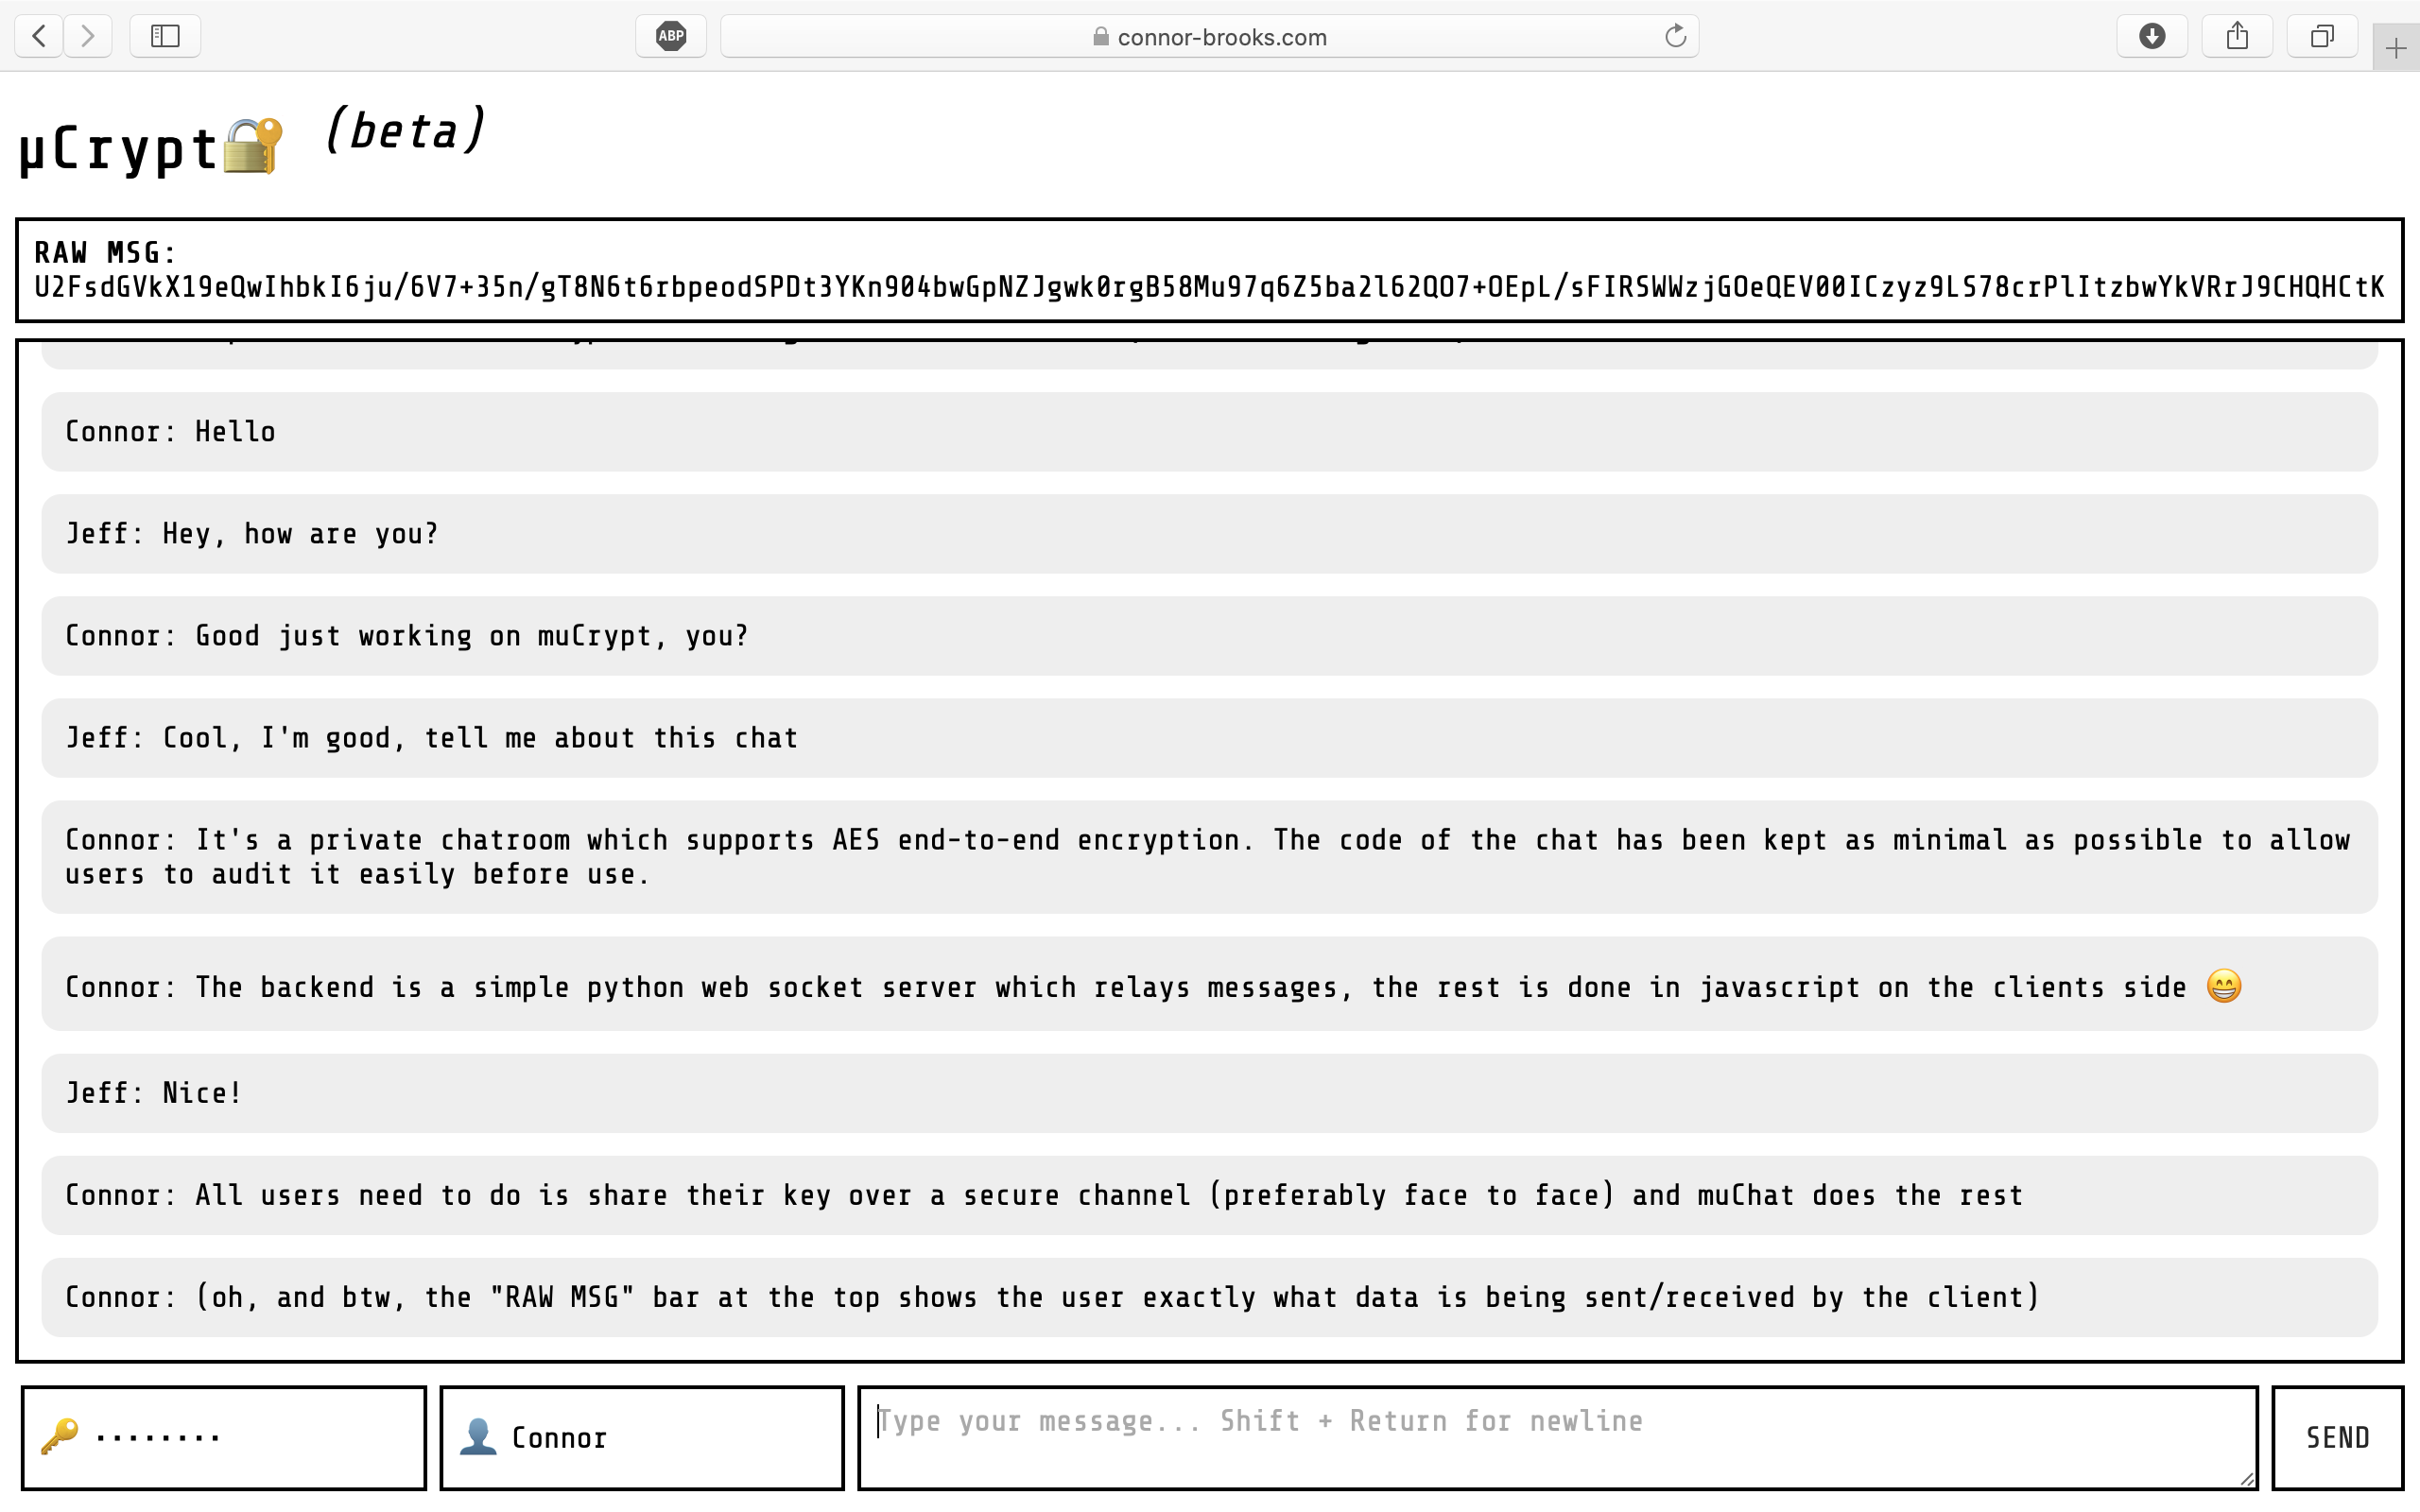 ABP
connor-brooks.com
µCrypt (beta)
RAW MSG:
U2FsdGVkX19eQwIhbkI6ju/6V7+35n/gT8N6t6rbpeodSPDt3YKn904bwGpNZJgwk0rgB58Mu97q6Z5ba2l62QO7+OEpL/sFIRSWWzjGOeQEV00ICzyz9LS78crPlItzbwYkVRrJ9CHQHCtK
Connor: Hello
Jeff: Hey, how are you?
Connor: Good just working on muCrypt, you?
Jeff: Cool, I'm good, tell me about this chat
Connor: It's a private chatroom which supports AES end-to-end encryption. The code of the chat has been kept as minimal as possible to allow
users to audit it easily before use.
Connor: The backend is a simple python web socket server which relays messages, the rest is done in javascript on the clients side 😁
Jeff: Nice!
Connor: All users need to do is share their key over a secure channel (preferably face to face) and muChat does the rest
Connor: (oh, and btw, the "RAW MSG" bar at the top shows the user exactly what data is being sent/received by the client)
Connor
Type your message... Shift + Return for newline
SEND